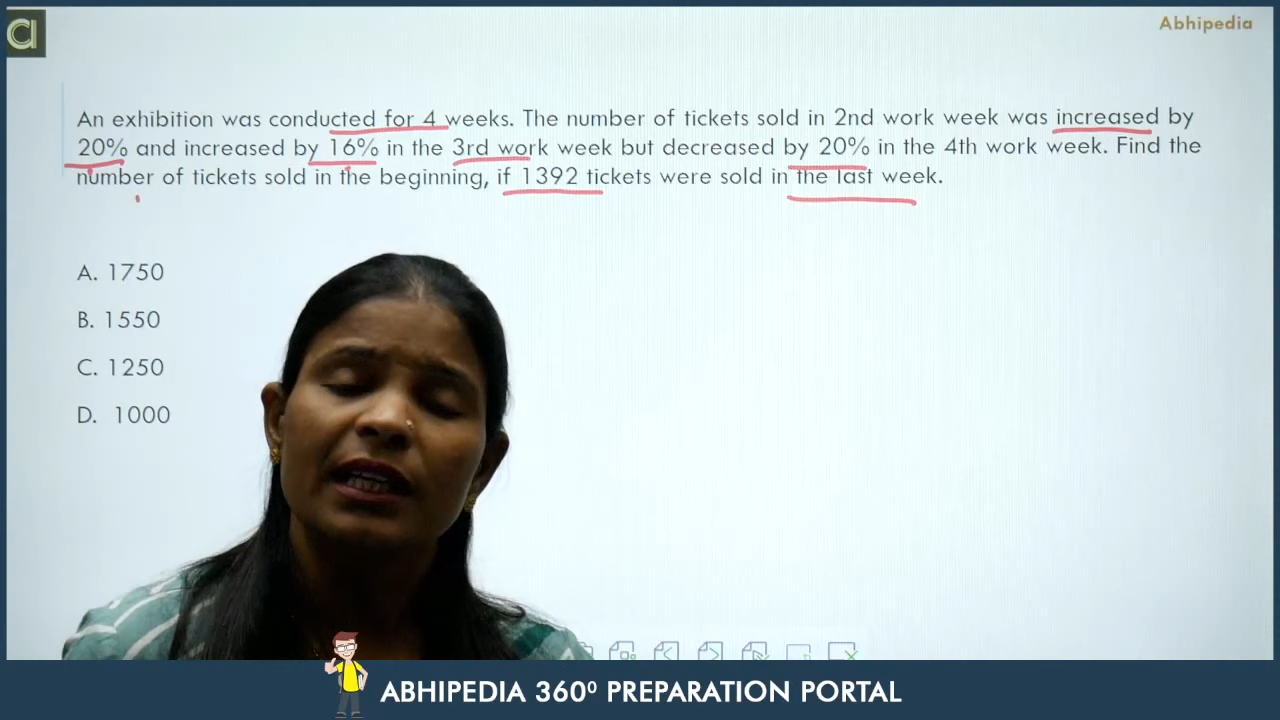 Abhipedia
An exhibition was conducted for 4 weeks. The number of tickets sold in 2nd work week was increased by
20% and increased by 16% in the 3rd work week but decreased by 20% in the 4th work week. Find the
number of tickets sold in the beginning, if 1392 tickets were sold in the last week.
A. 1750
B. 1550
C. 1250
D. 1000
ABHIPEDIA 360⁰ PREPARATION PORTAL